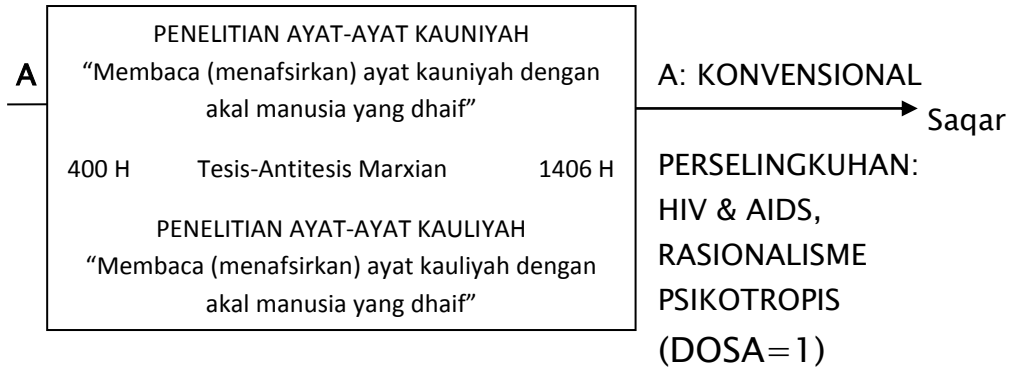 PENELITIAN AYAT-AYAT KAUNIYAH
“Membaca (menafsirkan) ayat kauniyah dengan
akal manusia yang dhaif”
400 H Tesis-Antitesis Marxian 1406 H
PENELITIAN AYAT-AYAT KAULIYAH
“Membaca (menafsirkan) ayat kauliyah dengan
akal manusia yang dhaif”
A
A: KONVENSIONAL
Saqar
PERSELINGKUHAN:
HIV & AIDS,
RASIONALISME
PSIKOTROPIS
(DOSA=1)